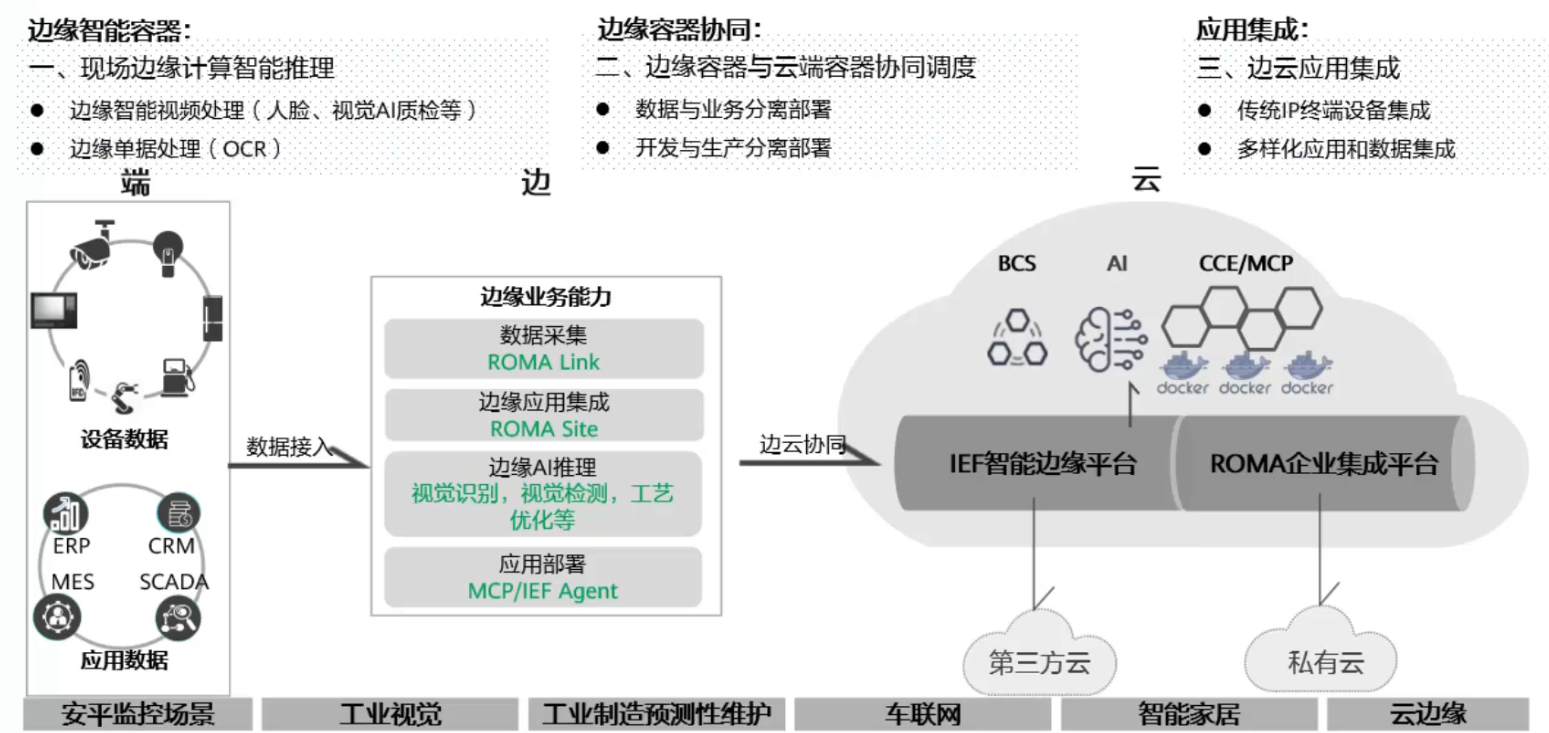 边缘智能容器：
一、现场边缘计算智能推理
● 边缘智能视频处理（人脸、视觉AI质检等）
● 边缘单据处理（OCR）
边缘容器协同：
二、边缘容器与云端容器协同调度
● 数据与业务分离部署
● 开发与生产分离部署
应用集成：
三、边云应用集成
● 传统IP终端设备集成
● 多样化应用和数据集成
端
边
云
设备数据
ERP
CRM
MES
SCADA
应用数据
数据接入
边缘业务能力
数据采集
ROMA Link
边缘应用集成
ROMA Site
边缘AI推理
视觉识别，视觉检测，工艺
优化等
应用部署
MCP/IEF Agent
边云协同
BCS
AI
CCE/MCP
docker
docker
docker
IEF智能边缘平台
ROMA企业集成平台
第三方云
私有云
安平监控场景
工业视觉
工业制造预测性维护
车联网
智能家居
云边缘